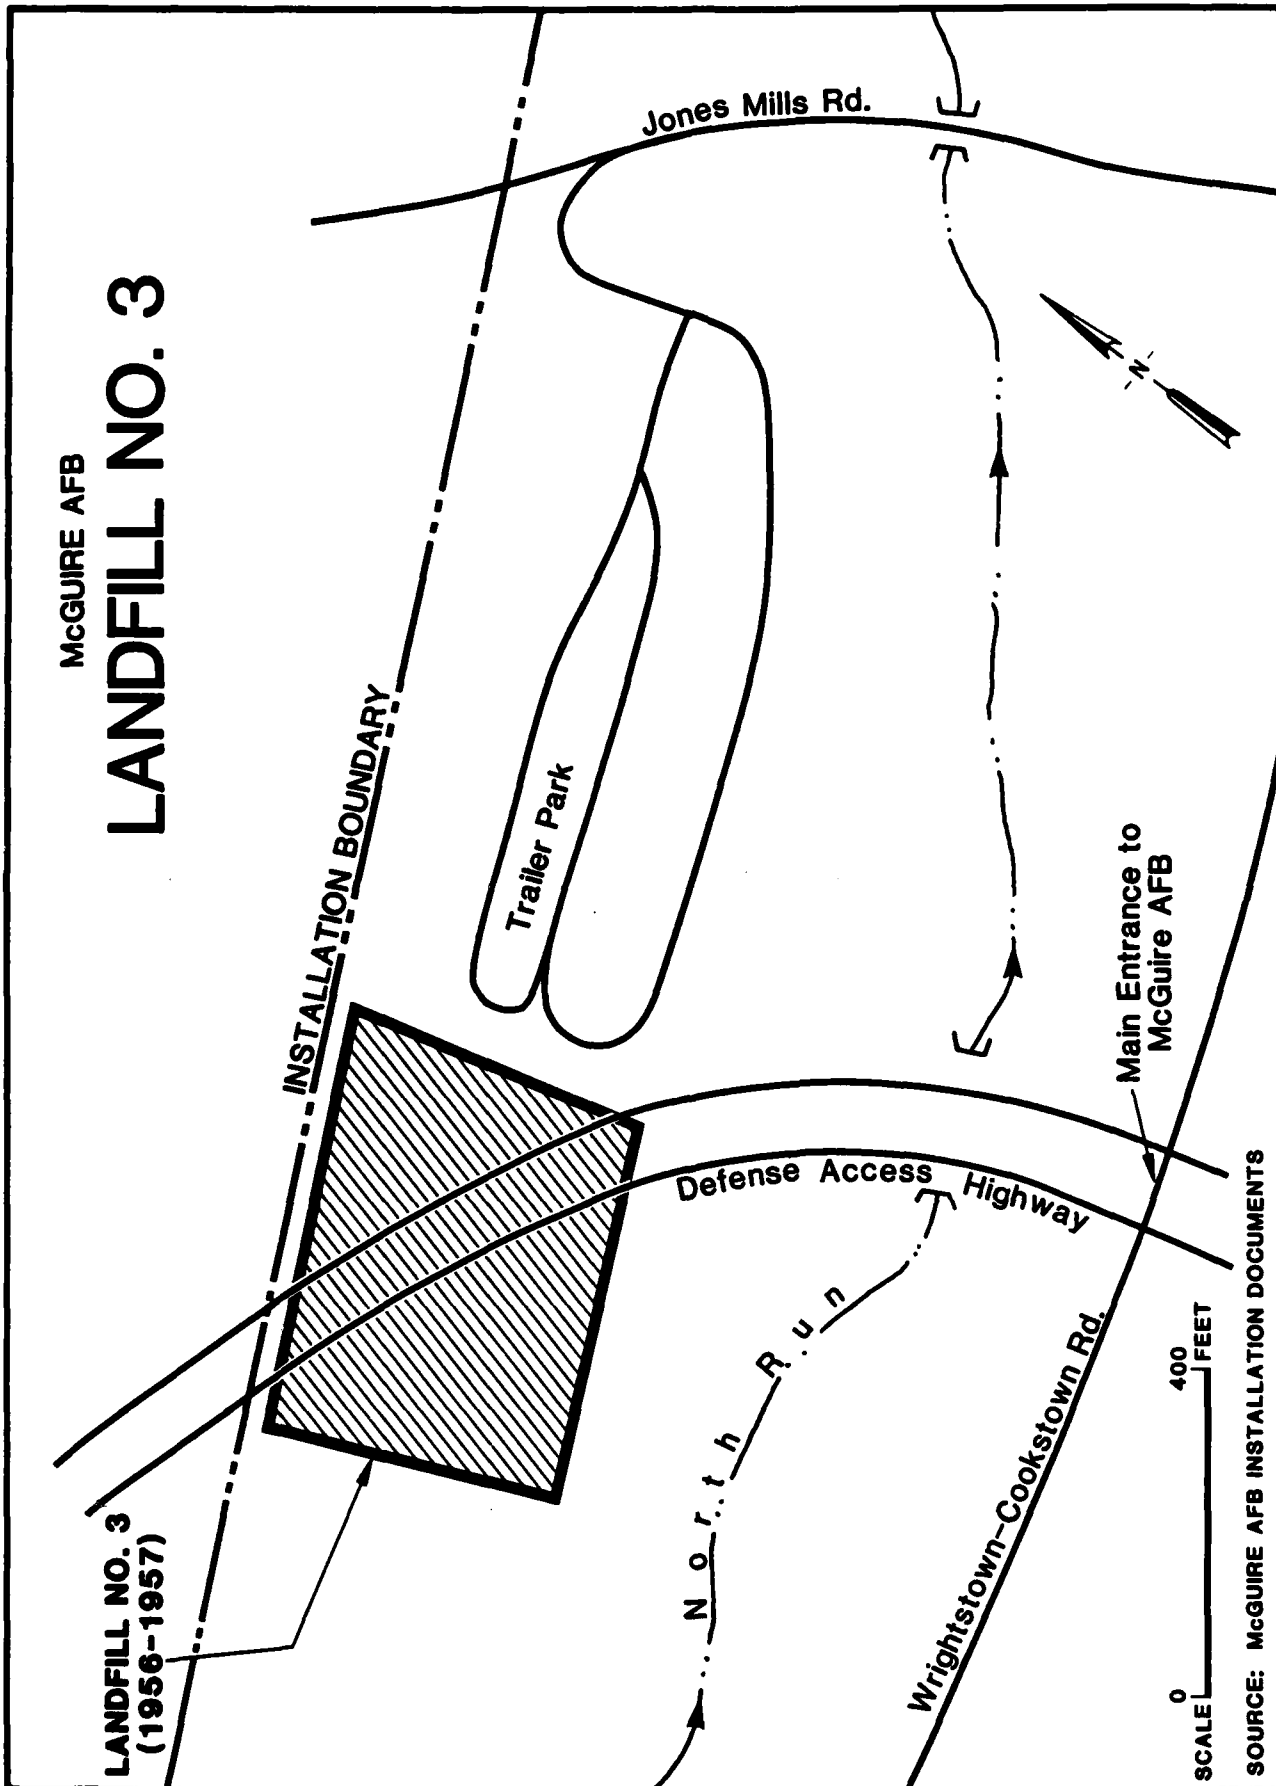 McGUIRE AFB
LANDFILL NO. 3
LANDFILL NO. 3
(1956-1957)
INSTALLATION BOUNDARY
Jones Mills Rd.
Trailer Park
Defense Access Highway
North Run
N
Main Entrance to
McGuire AFB
Wrightstown-Cookstown Rd.
SCALE 0 400 FEET
SOURCE: McGUIRE AFB INSTALLATION DOCUMENTS